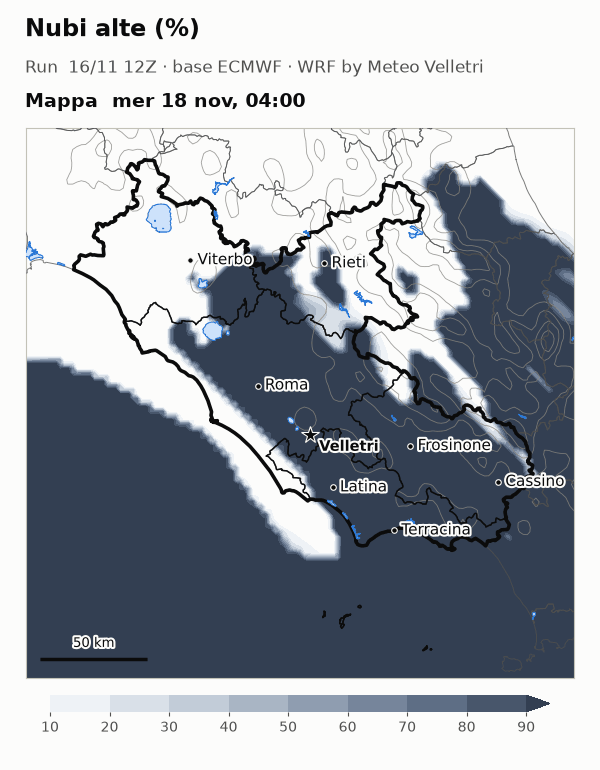 Nubi alte (%)
Run 16/11 12Z · base ECMWF · WRF by Meteo Velletri
Mappa mer 18 nov, 04:00
Viterbo
Rieti
Roma
Velletri
Frosinone
Latina
Cassino
Terracina
50 km
10 20 30 40 50 60 70 80 90